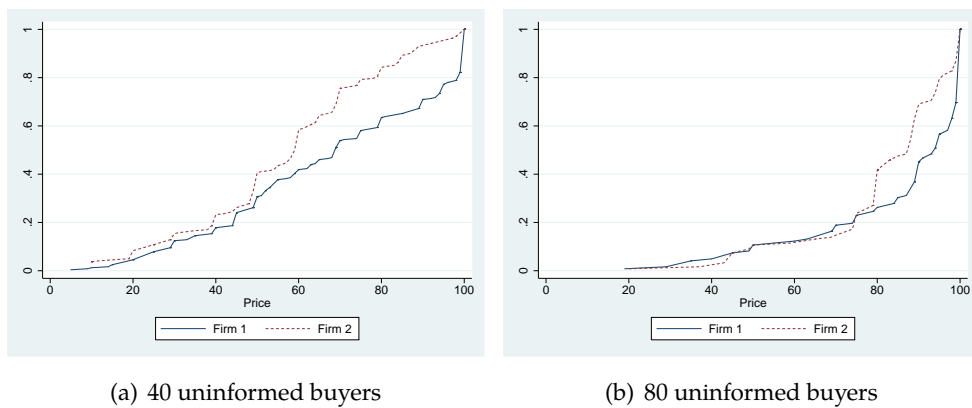 0 .2 .4 .6 .8 1
0 20 40 60 80 100
Price
Firm 1 Firm 2
(a) 40 uninformed buyers
0 .2 .4 .6 .8 1
0 20 40 60 80 100
Price
Firm 1 Firm 2
(b) 80 uninformed buyers